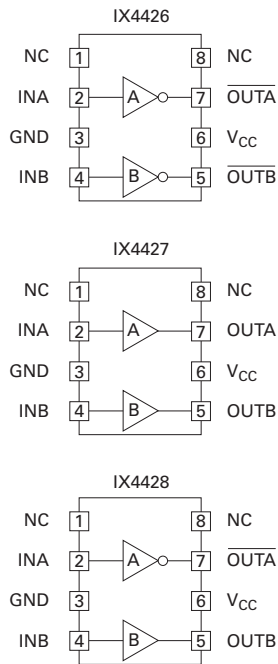 IX4426
NC 1 8 NC
INA 2 A 7 OUTA
GND 3 6 VCC
INB 4 B 5 OUTB
IX4427
NC 1 8 NC
INA 2 A 7 OUTA
GND 3 6 VCC
INB 4 B 5 OUTB
IX4428
NC 1 8 NC
INA 2 A 7 OUTA
GND 3 6 VCC
INB 4 B 5 OUTB